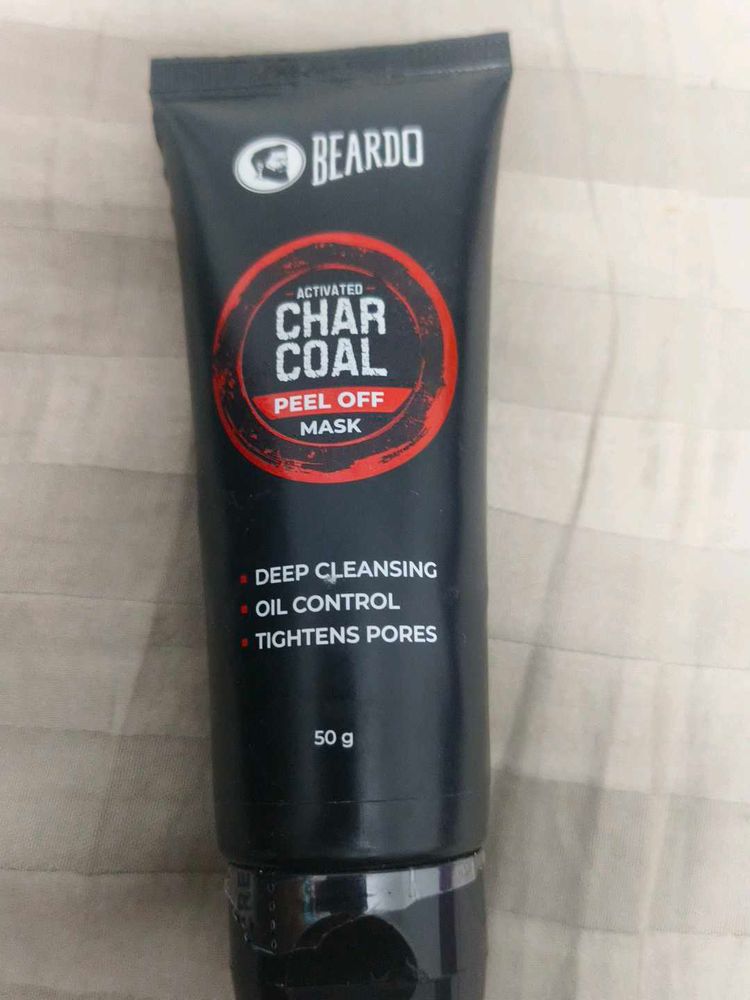 BEARDO
ACTIVATED
CHAR
COAL
PEEL OFF
MASK
DEEP CLEANSING
OIL CONTROL
TIGHTENS PORES
50 g